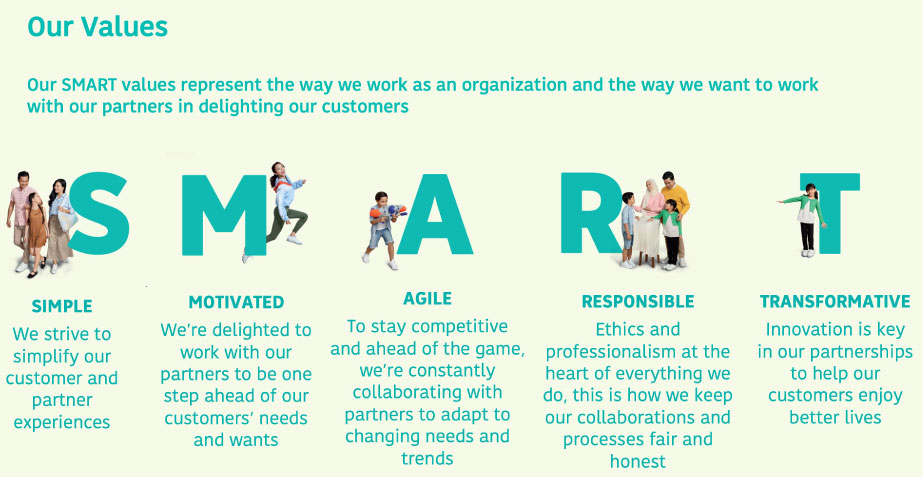 Our Values
Our SMART values represent the way we work as an organization and the way we want to work
with our partners in delighting our customers
S M A R T
SIMPLE
We strive to
simplify our
customer and
partner
experiences
MOTIVATED
We’re delighted to
work with our
partners to be one
step ahead of our
customers’ needs
and wants
AGILE
To stay competitive
and ahead of the game,
we’re constantly
collaborating with
partners to adapt to
changing needs and
trends
RESPONSIBLE
Ethics and
professionalism at the
heart of everything we
do, this is how we keep
our collaborations and
processes fair and
honest
TRANSFORMATIVE
Innovation is key
in our partnerships
to help our
customers enjoy
better lives